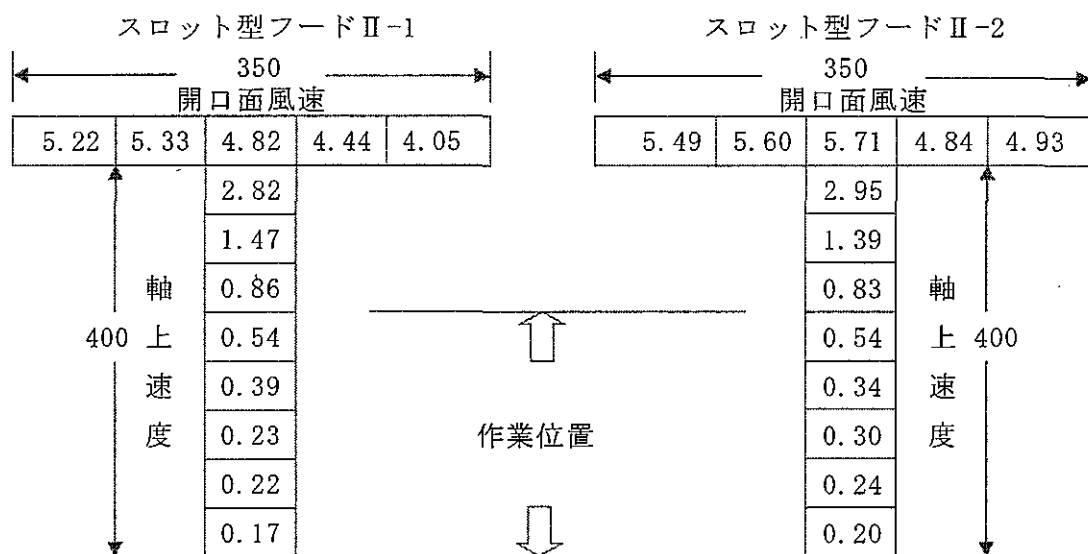 スロット型フードⅡ-1 スロット型フードⅡ-2
350 350
開口面風速 開口面風速
5.22 5.33 4.82 4.44 4.05 5.49 5.60 5.71 4.84 4.93
2.82 2.95
1.47 1.39
軸 0.86 0.83 軸
400 上 0.54 0.54 上 400
速 0.39 0.34 速
度 0.23 作業位置 0.30 度
0.22 0.24
0.17 0.20